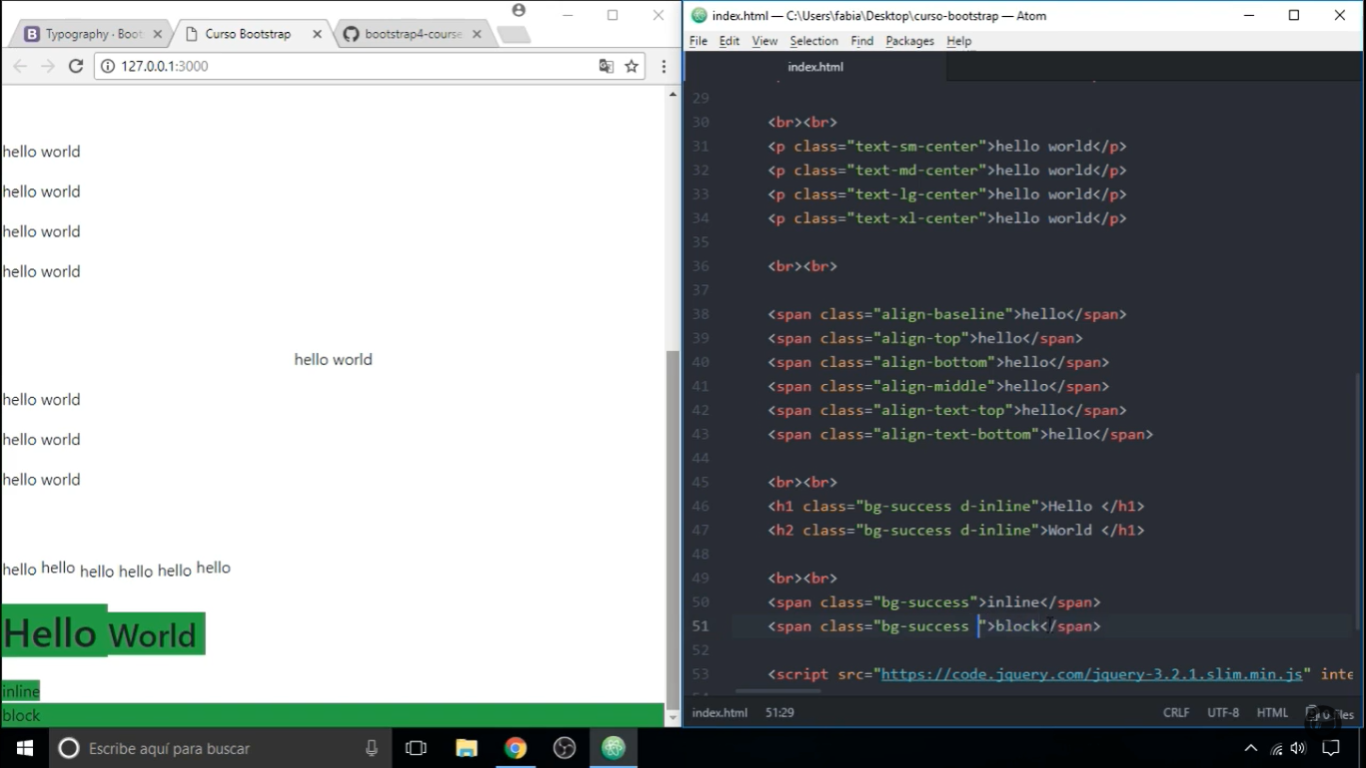 Typography · Boot
Curso Bootstrap
bootstrap4-course
127.0.0.1:3000
hello world
hello world
hello world
hello world
hello world
hello world
hello world
hello world
hello hello hello hello hello hello
Hello World
inline
block
index.html — C:\Users\fabia\Desktop\curso-bootstrap — Atom
File Edit View Selection Find Packages Help
index.html
29
30 <br><br>
31 <p class="text-sm-center">hello world</p>
32 <p class="text-md-center">hello world</p>
33 <p class="text-lg-center">hello world</p>
34 <p class="text-xl-center">hello world</p>
35
36 <br><br>
37
38 <span class="align-baseline">hello</span>
39 <span class="align-top">hello</span>
40 <span class="align-bottom">hello</span>
41 <span class="align-middle">hello</span>
42 <span class="align-text-top">hello</span>
43 <span class="align-text-bottom">hello</span>
44
45 <br><br>
46 <h1 class="bg-success d-inline">Hello </h1>
47 <h2 class="bg-success d-inline">World </h1>
48
49 <br><br>
50 <span class="bg-success">inline</span>
51 <span class="bg-success ">block</span>
52
53 <script src="https://code.jquery.com/jquery-3.2.1.slim.min.js" inte
index.html 51:29 CRLF UTF-8 HTML
Escribe aquí para buscar